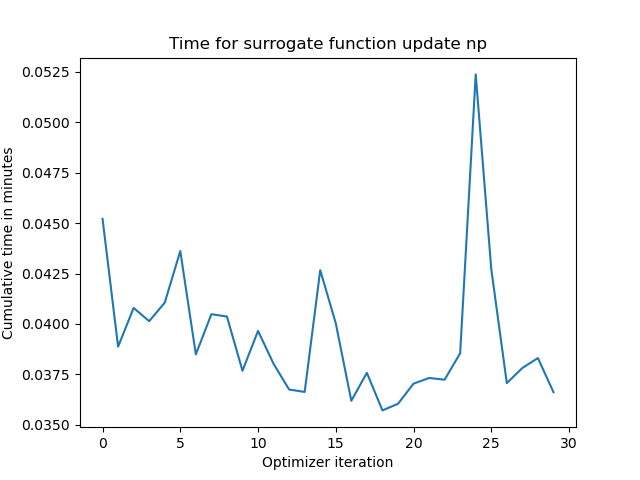 Time for surrogate function update np
Cumulative time in minutes
0.0525
0.0500
0.0475
0.0450
0.0425
0.0400
0.0375
0.0350
0 5 10 15 20 25 30
Optimizer iteration